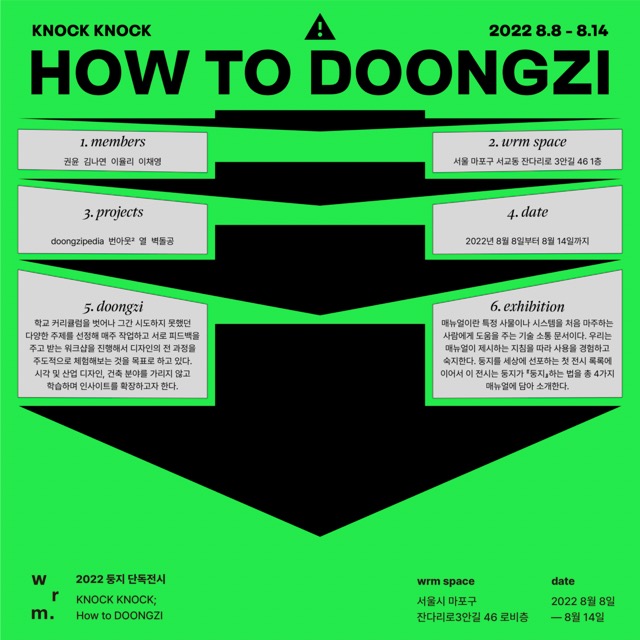 KNOCK KNOCK
2022 8.8 - 8.14
HOW TO DOONGZI
1. members
권윤 김나연 이율리 이채영
2. wrm space
서울 마포구 서교동 잔다리로 3안길 46 1층
3. projects
doongzipedia 번아웃² 열 벽돌공
4. date
2022년 8월 8일부터 8월 14일까지
5. doongzi
학교 커리큘럼을 벗어나 그간 시도하지 못했던
다양한 주제를 선정해 매주 작업하고 서로 피드백을
주고 받는 워크샵을 진행해서 디자인의 전 과정을
주도적으로 체험해보는 것을 목표로 하고 있다.
시각 및 산업 디자인, 건축 분야를 가리지 않고
학습하며 인사이트를 확장하고자 한다.
6. exhibition
매뉴얼이란 특정 사물이나 시스템을 처음 마주하는
사람에게 도움을 주는 기술 소통 문서이다. 우리는
매뉴얼이 제시하는 지침을 따라 사용을 경험하고
숙지한다. 둥지를 세상에 선포하는 첫 전시 록록에
이어서 이 전시는 둥지가 『둥지』하는 법을 총 4가지
매뉴얼에 담아 소개한다.
w
r
m.
2022 둥지 단독전시
KNOCK KNOCK;
How to DOONGZI
wrm space
서울시 마포구
잔다리로3안길 46 로비층
date
2022 8월 8일
— 8월 14일